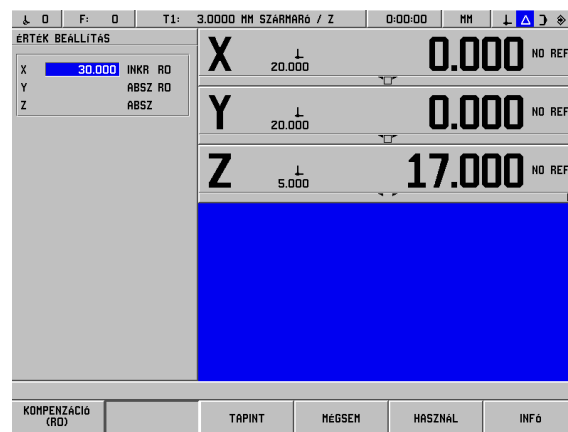 0 F: 0 T1: 3.0000 MM SZÁRMARÓ / Z 0:00:00 MM
ÉRTÉK BEÁLLÍTÁS
X 30.000 INKR RO
Y ABSZ RO
Z ABSZ
X 20.000 0.000 NO REF
Y 20.000 0.000 NO REF
Z 5.000 17.000 NO REF
KOMPENZÁCIÓ
(RO)
TAPINT MÉGSEM HASZNÁL INFÓ